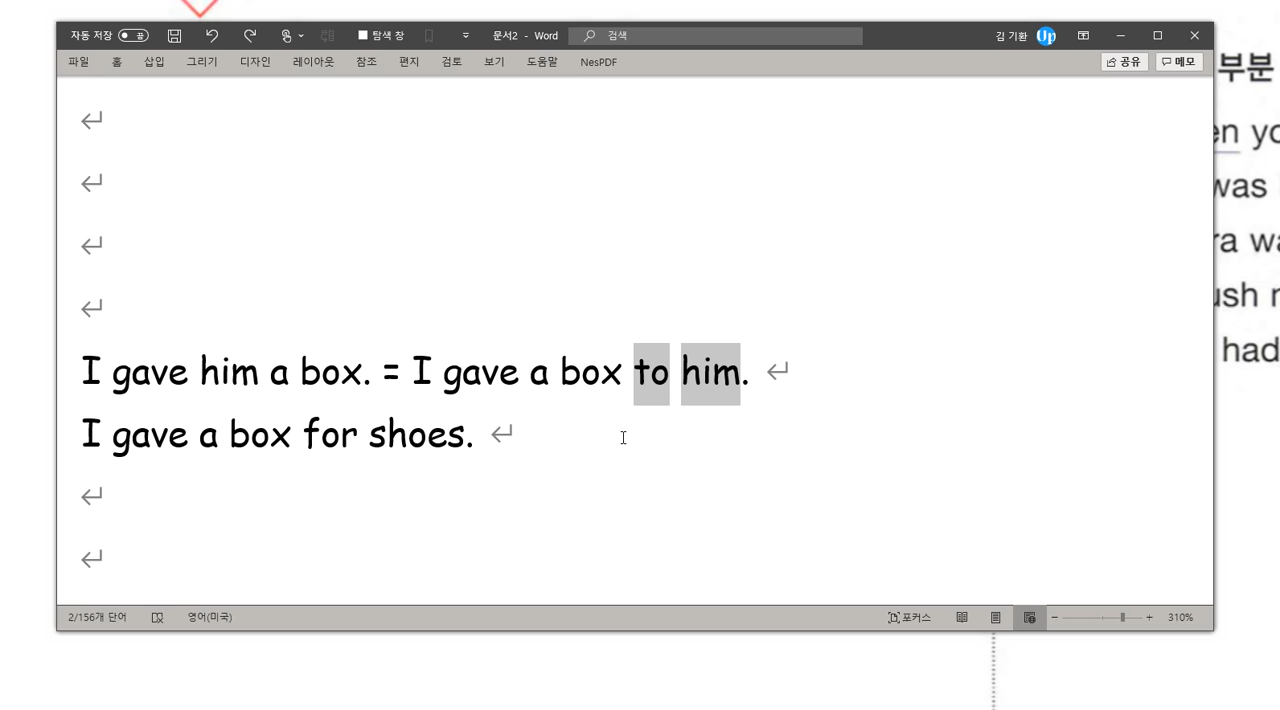 자동 저장 끔 탐색 창 문서2 - Word 검색 김 기환 Up
파일 홈 삽입 그리기 디자인 레이아웃 참조 편지 검토 보기 도움말 NesPDF 공유 메모
I gave him a box. = I gave a box to him.
I gave a box for shoes.
2/156개 단어 영어(미국) 포커스 310%
부분
en yo
was
ra wa
ush
had